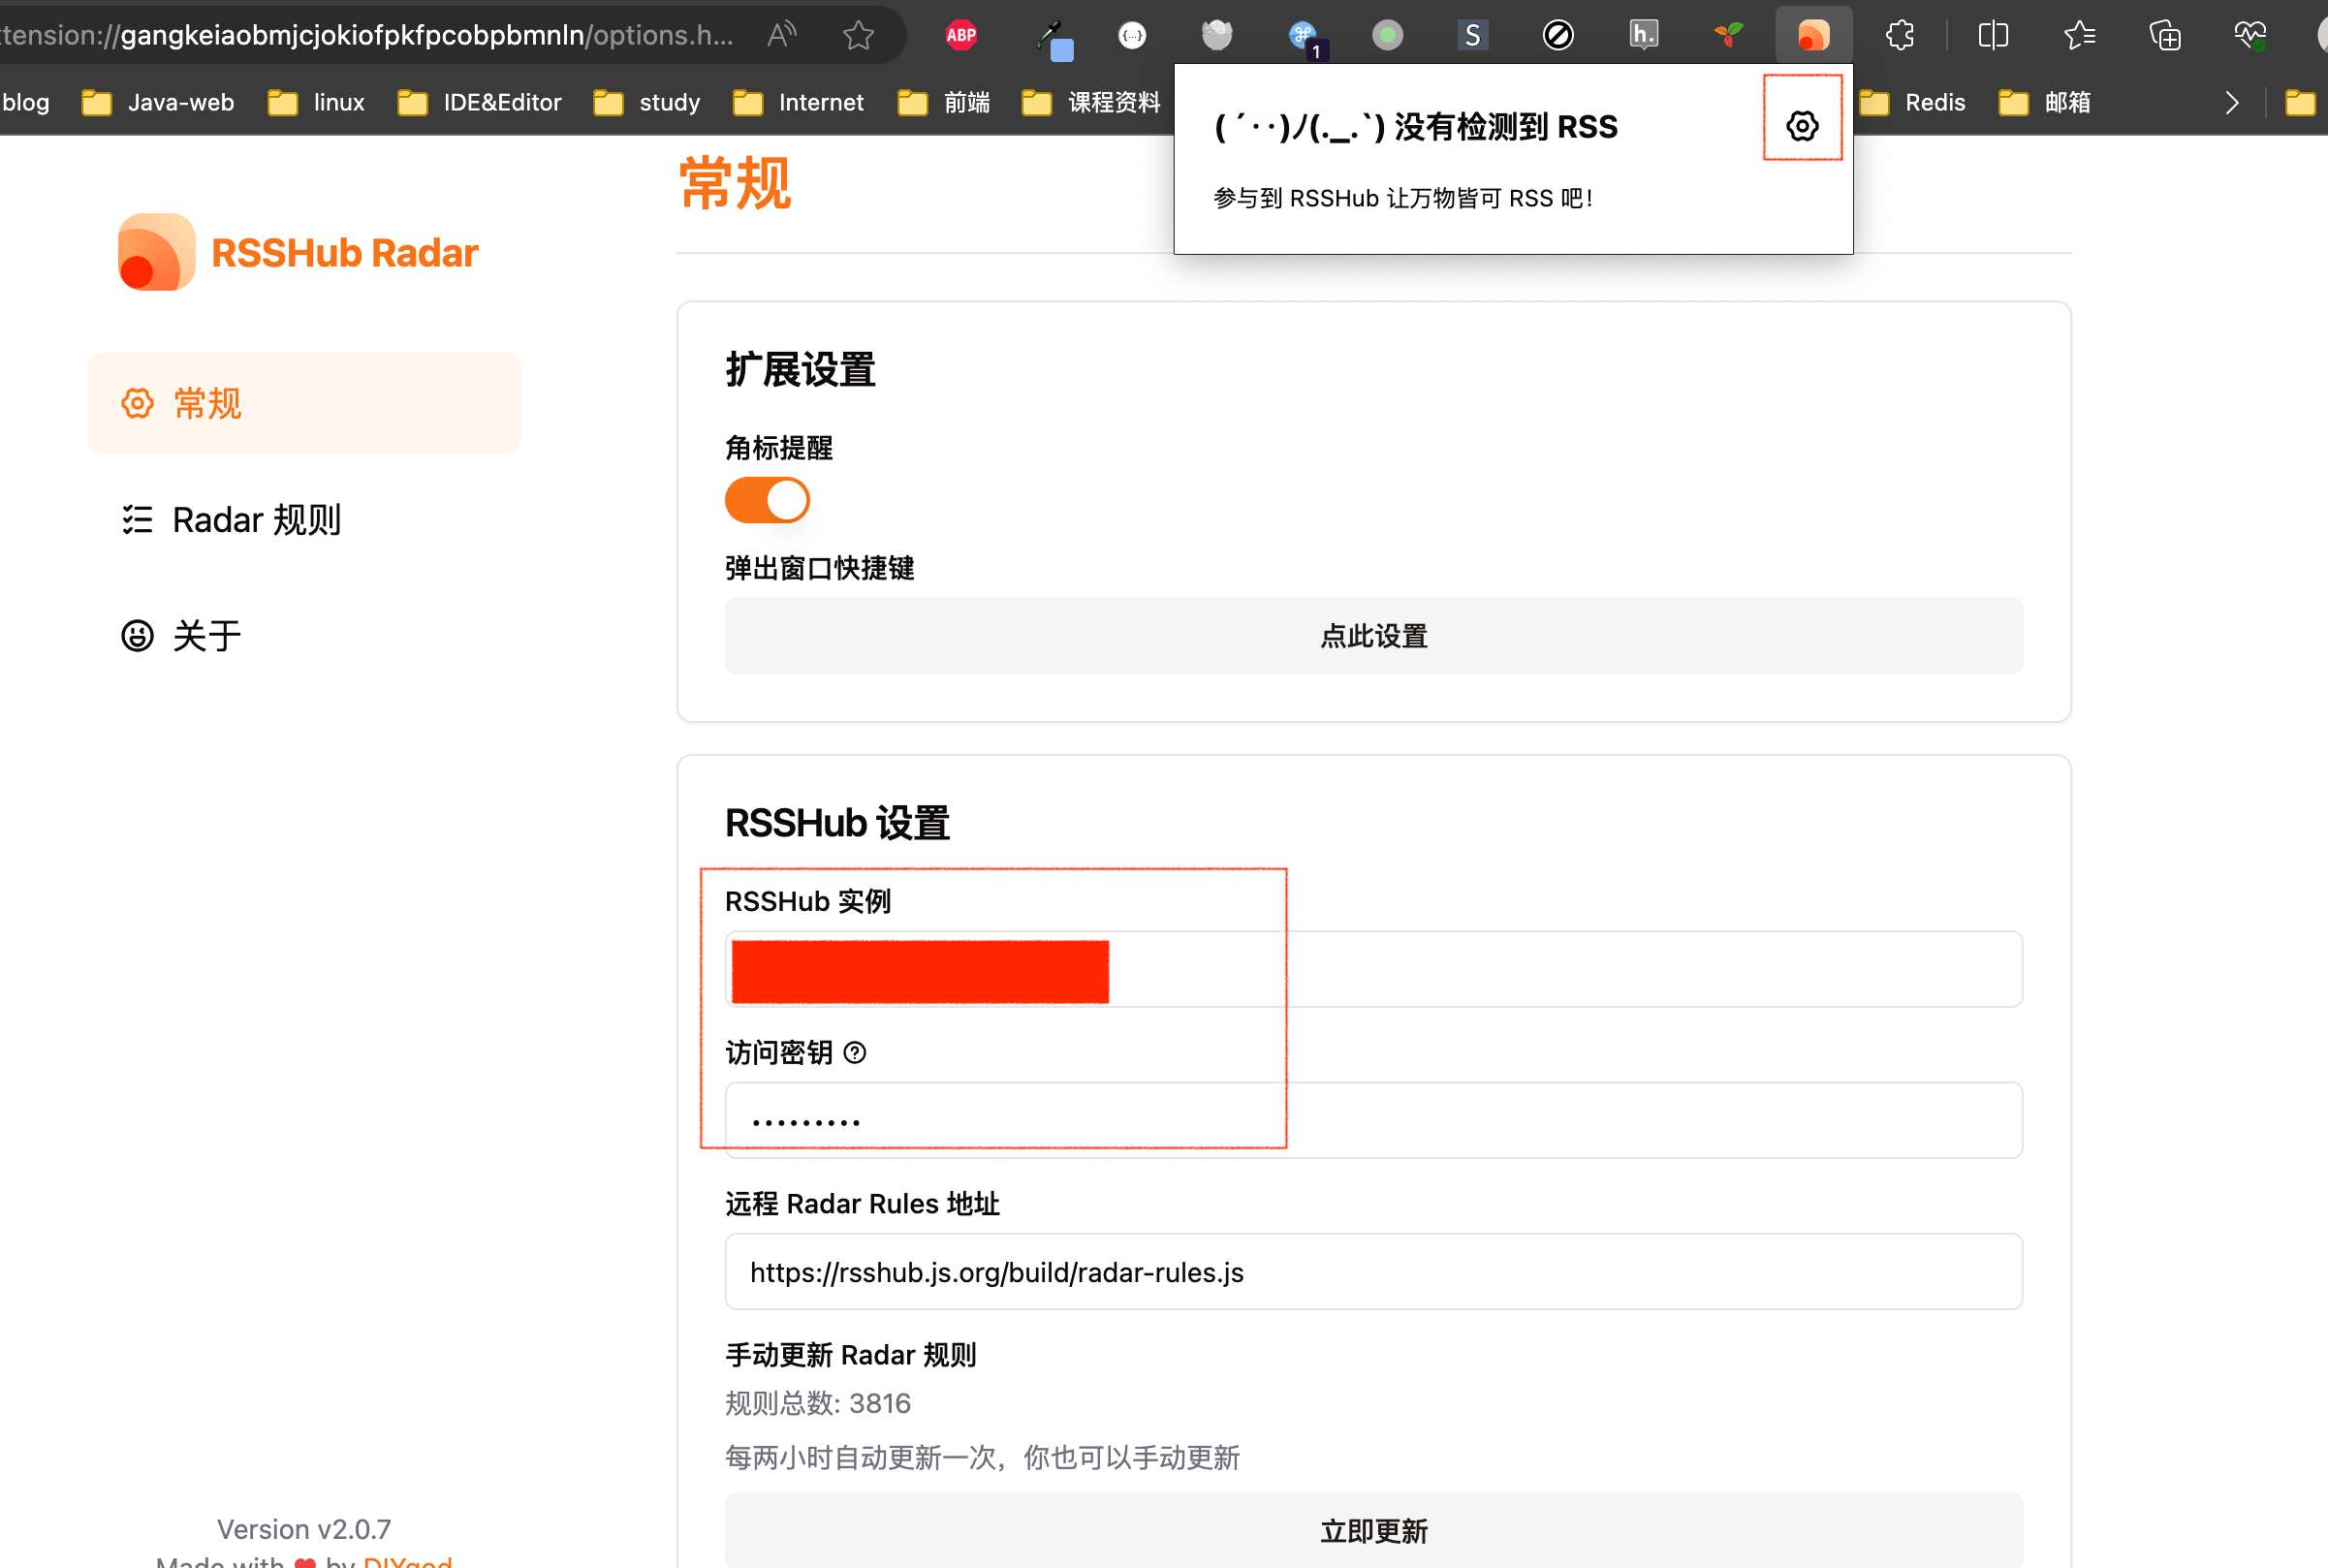 tension://gangkeiaobmjcjokiofpkfpcobpbmnln/options.h...
ABP
1
S
h.
blog
Java-web
linux
IDE&Editor
study
Internet
前端
课程资料
Redis
邮箱
( ´･･)ﾉ(._.`) 没有检测到 RSS
参与到 RSSHub 让万物皆可 RSS 吧！
RSSHub Radar
常规
Radar 规则
关于
Version v2.0.7
Made with ❤ by DIYgod
常规
扩展设置
角标提醒
弹出窗口快捷键
点此设置
RSSHub 设置
RSSHub 实例
访问密钥
•••••••••
远程 Radar Rules 地址
https://rsshub.js.org/build/radar-rules.js
手动更新 Radar 规则
规则总数: 3816
每两小时自动更新一次，你也可以手动更新
立即更新